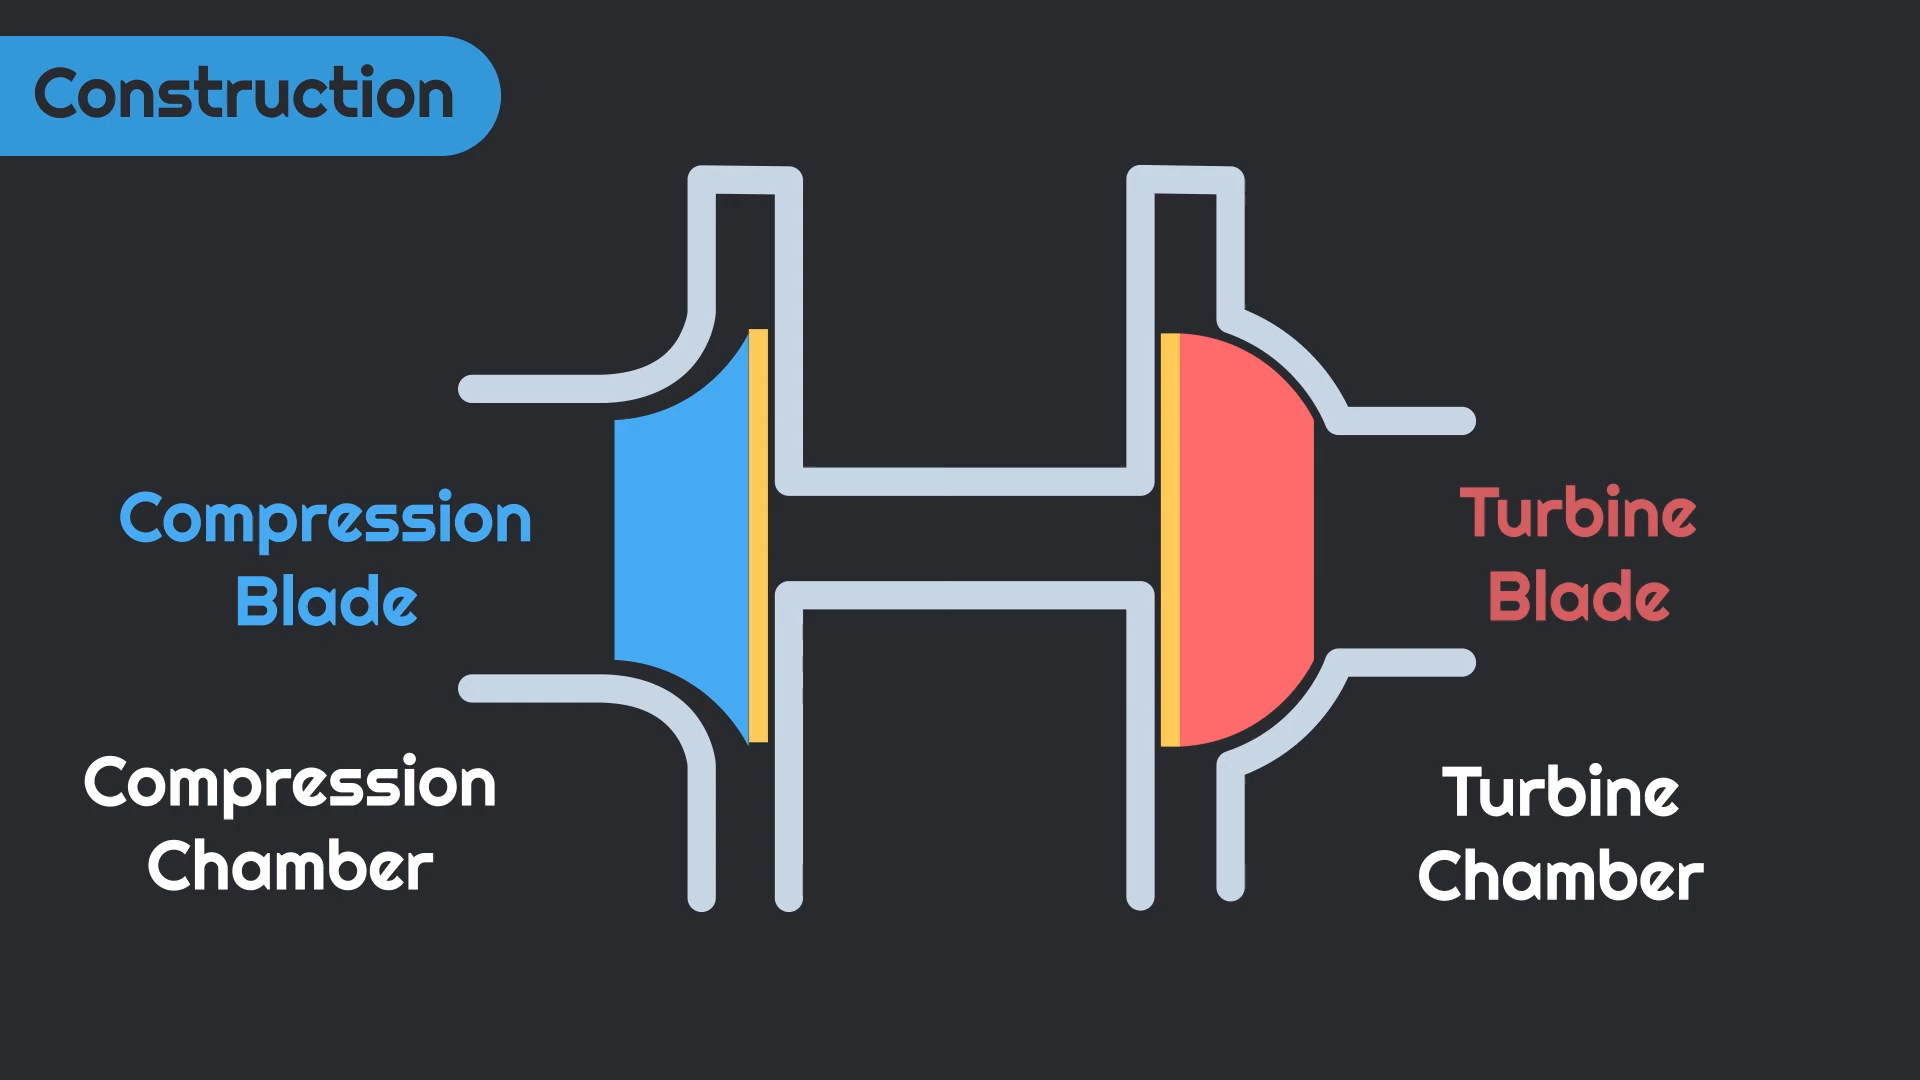 Construction
Compression
Blade
Turbine
Blade
Compression
Chamber
Turbine
Chamber